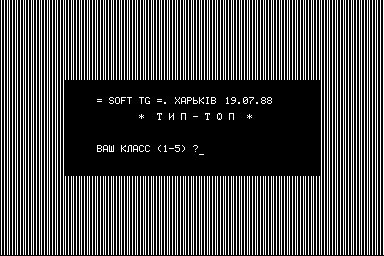 = SOFT TG =. ХАРЬКІВ 19.07.88
* ТИП-ТОП *
ВАШ КЛАСС (1-5) ?_